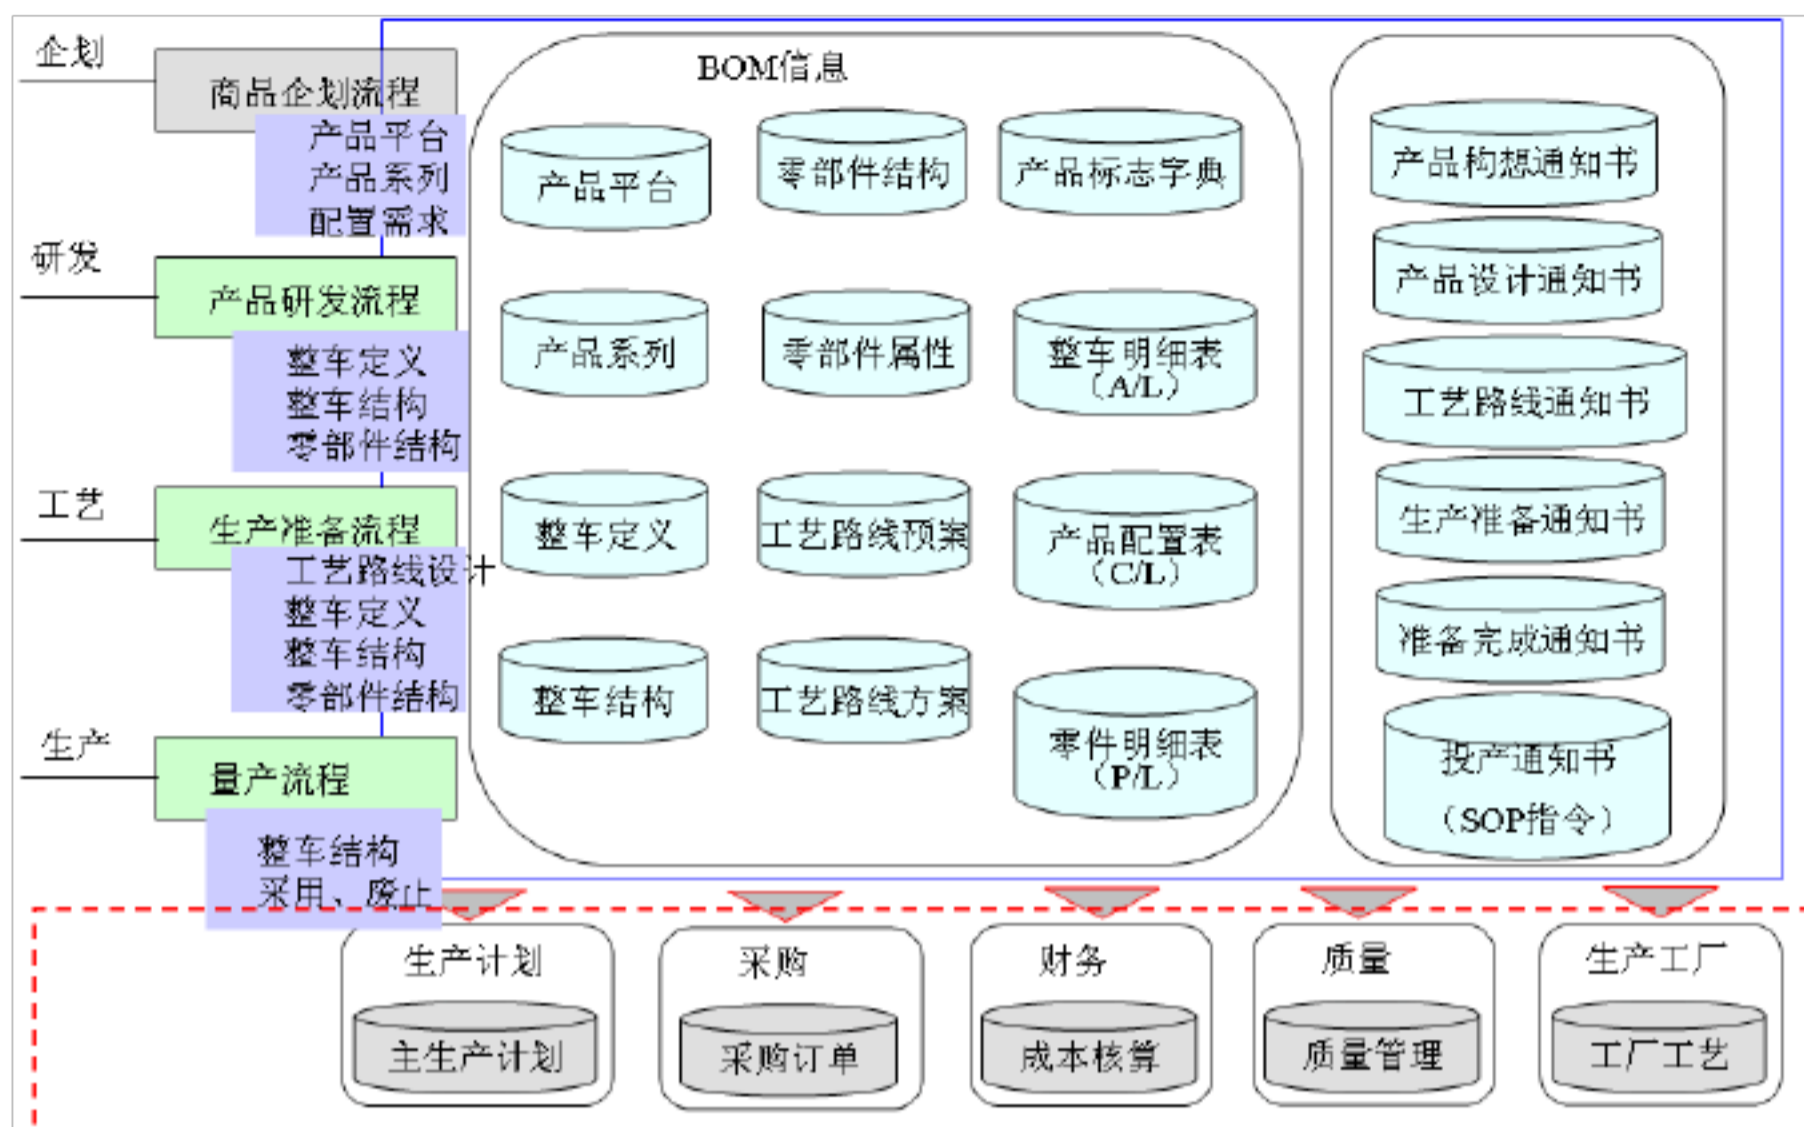 企划
商品企划流程
产品平台
产品系列
配置需求
研发
产品研发流程
整车定义
整车结构
零部件结构
工艺
生产准备流程
工艺路线设计
整车定义
整车结构
零部件结构
生产
量产流程
整车结构
采用、废止
BOM信息
产品平台
零部件结构
产品标志字典
产品系列
零部件属性
整车明细表
（A/L）
整车定义
工艺路线预案
产品配置表
（C/L）
整车结构
工艺路线方案
零件明细表
（P/L）
产品构想通知书
产品设计通知书
工艺路线通知书
生产准备通知书
准备完成通知书
投产通知书
（SOP指令）
生产计划
主生产计划
采购
采购订单
财务
成本核算
质量
质量管理
生产工厂
工厂工艺